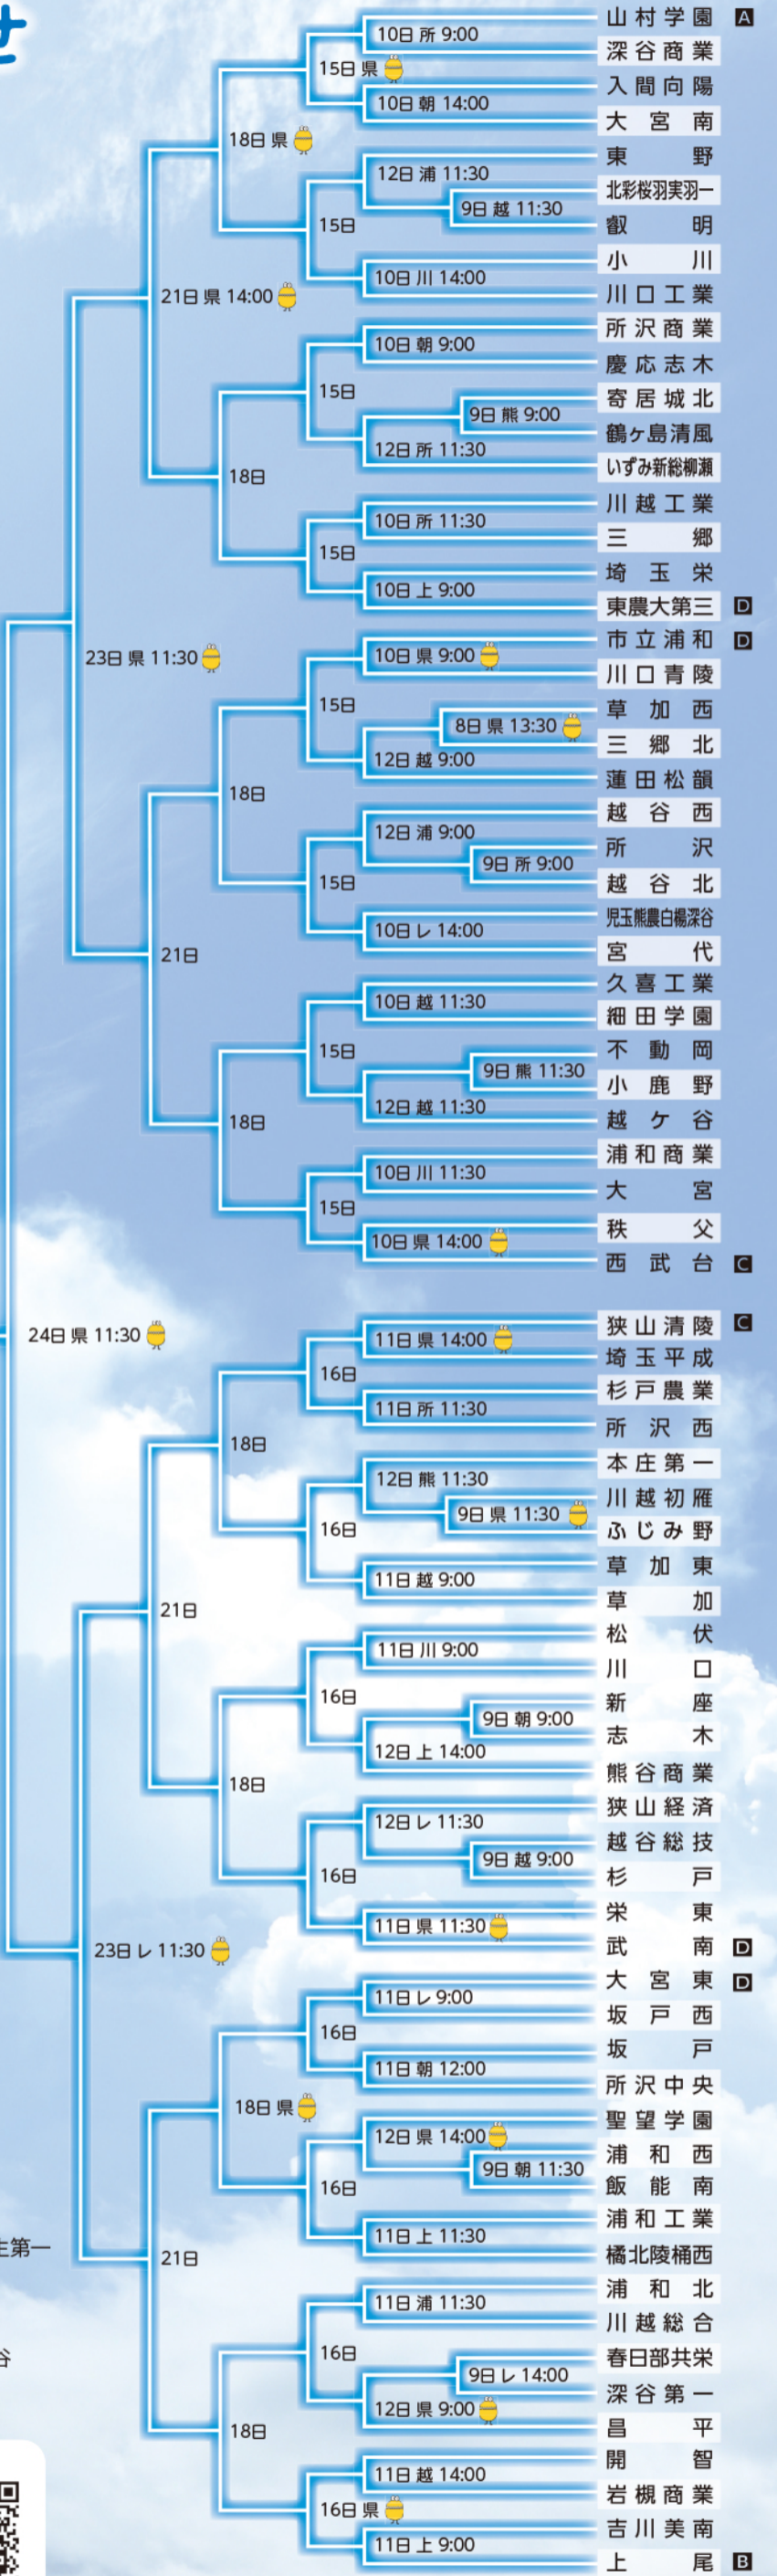 せ
山村学園 A
10日 所 9:00
深谷商業
15日 県
入間向陽
10日 朝 14:00
大宮南
18日 県
東野
12日 浦 11:30
北彩桜羽実羽一
9日 越 11:30
叡明
15日
小川
10日 川 14:00
川口工業
21日 県 14:00
所沢商業
10日 朝 9:00
慶応志木
15日
寄居城北
9日 熊 9:00
鶴ヶ島清風
12日 所 11:30
いずみ新総柳瀬
18日
川越工業
10日 所 11:30
三郷
15日
埼玉栄
10日 上 9:00
東農大第三 D
23日 県 11:30
市立浦和 D
10日 県 9:00
川口青陵
15日
草加西
8日 県 13:30
三郷北
12日 越 9:00
蓮田松韻
18日
越谷西
12日 浦 9:00
所沢
9日 所 9:00
越谷北
15日
児玉熊農白楊深谷
10日 レ 14:00
宮代
21日
久喜工業
10日 越 11:30
細田学園
15日
不動岡
9日 熊 11:30
小鹿野
12日 越 11:30
越ケ谷
18日
浦和商業
10日 川 11:30
大宮
15日
秩父
10日 県 14:00
西武台 C
24日 県 11:30
狭山清陵 C
11日 県 14:00
埼玉平成
16日
杉戸農業
11日 所 11:30
所沢西
18日
本庄第一
12日 熊 11:30
川越初雁
9日 県 11:30
ふじみ野
16日
草加東
11日 越 9:00
草加
21日
松伏
11日 川 9:00
川口
16日
新座
9日 朝 9:00
志木
12日 上 14:00
熊谷商業
18日
狭山経済
12日 レ 11:30
越谷総技
9日 越 9:00
杉戸
16日
栄東
11日 県 11:30
武南 D
23日 レ 11:30
大宮東 D
11日 レ 9:00
坂戸西
16日
坂戸
11日 朝 12:00
所沢中央
18日 県
聖望学園
12日 県 14:00
浦和西
9日 朝 11:30
飯能南
16日
浦和工業
11日 上 11:30
橘北陵桶西
生第一
21日
浦和北
11日 浦 11:30
川越総合
16日
春日部共栄
9日 レ 14:00
深谷第一
12日 県 9:00
昌平
谷
18日
開智
11日 越 14:00
岩槻商業
16日 県
吉川美南
11日 上 9:00
上尾 B